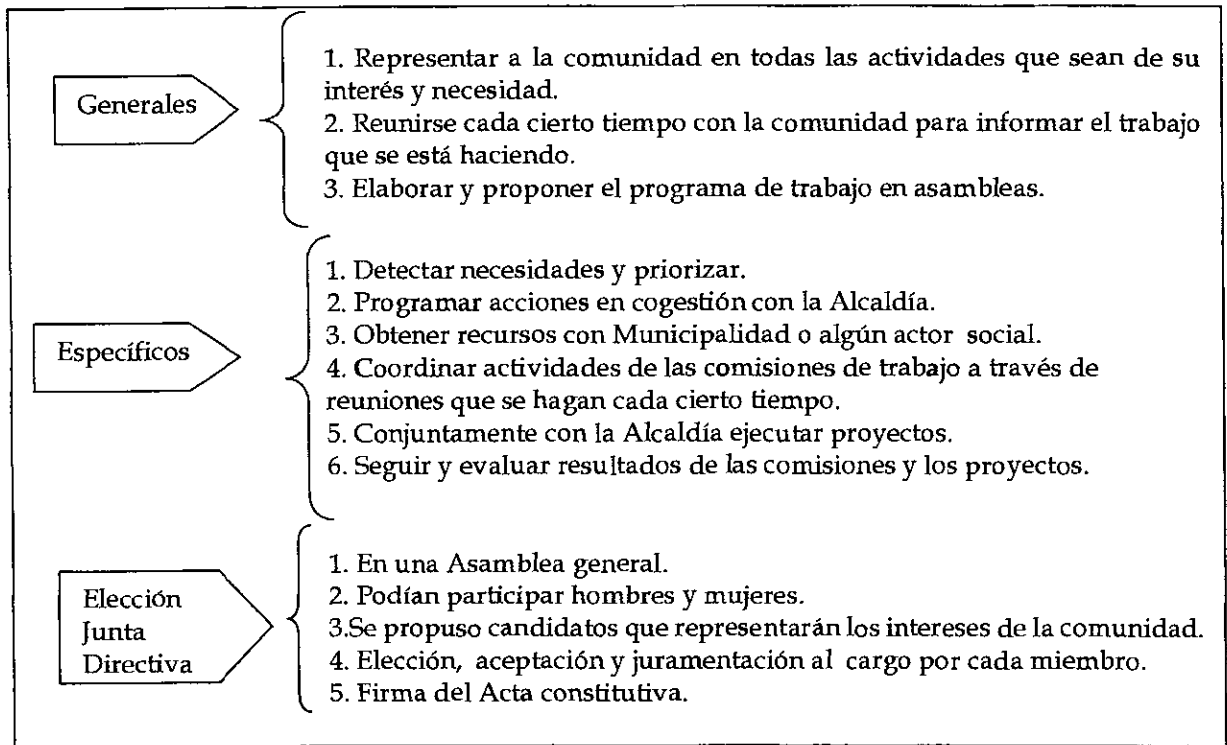 Generales
1. Representar a la comunidad en todas las actividades que sean de su
interés y necesidad.
2. Reunirse cada cierto tiempo con la comunidad para informar el trabajo
que se está haciendo.
3. Elaborar y proponer el programa de trabajo en asambleas.
Específicos
1. Detectar necesidades y priorizar.
2. Programar acciones en cogestión con la Alcaldía.
3. Obtener recursos con Municipalidad o algún actor social.
4. Coordinar actividades de las comisiones de trabajo a través de
reuniones que se hagan cada cierto tiempo.
5. Conjuntamente con la Alcaldía ejecutar proyectos.
6. Seguir y evaluar resultados de las comisiones y los proyectos.
Elección
Junta
Directiva
1. En una Asamblea general.
2. Podían participar hombres y mujeres.
3.Se propuso candidatos que representarán los intereses de la comunidad.
4. Elección, aceptación y juramentación al cargo por cada miembro.
5. Firma del Acta constitutiva.